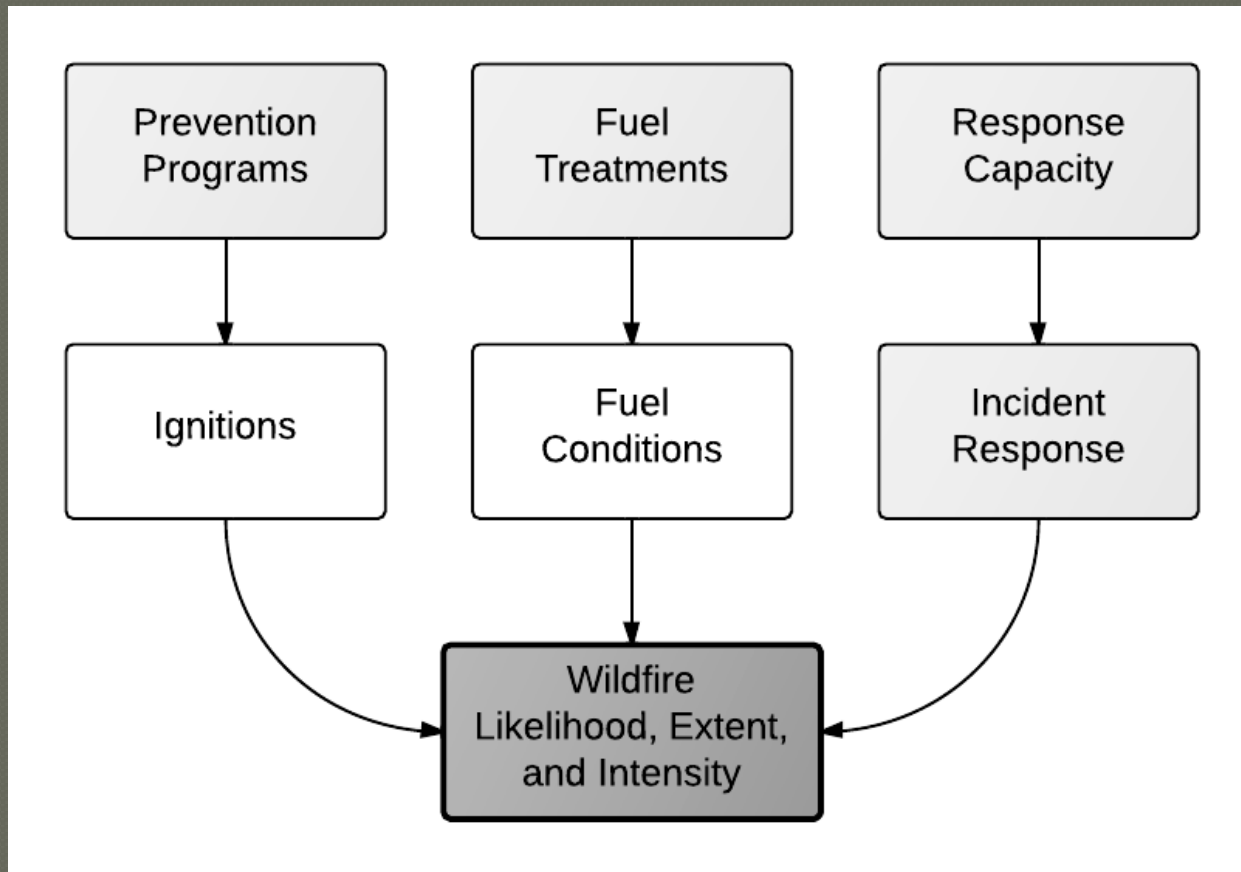 Prevention
Programs
Fuel
Treatments
Response
Capacity
Ignitions
Fuel
Conditions
Incident
Response
Wildfire
Likelihood, Extent,
and Intensity